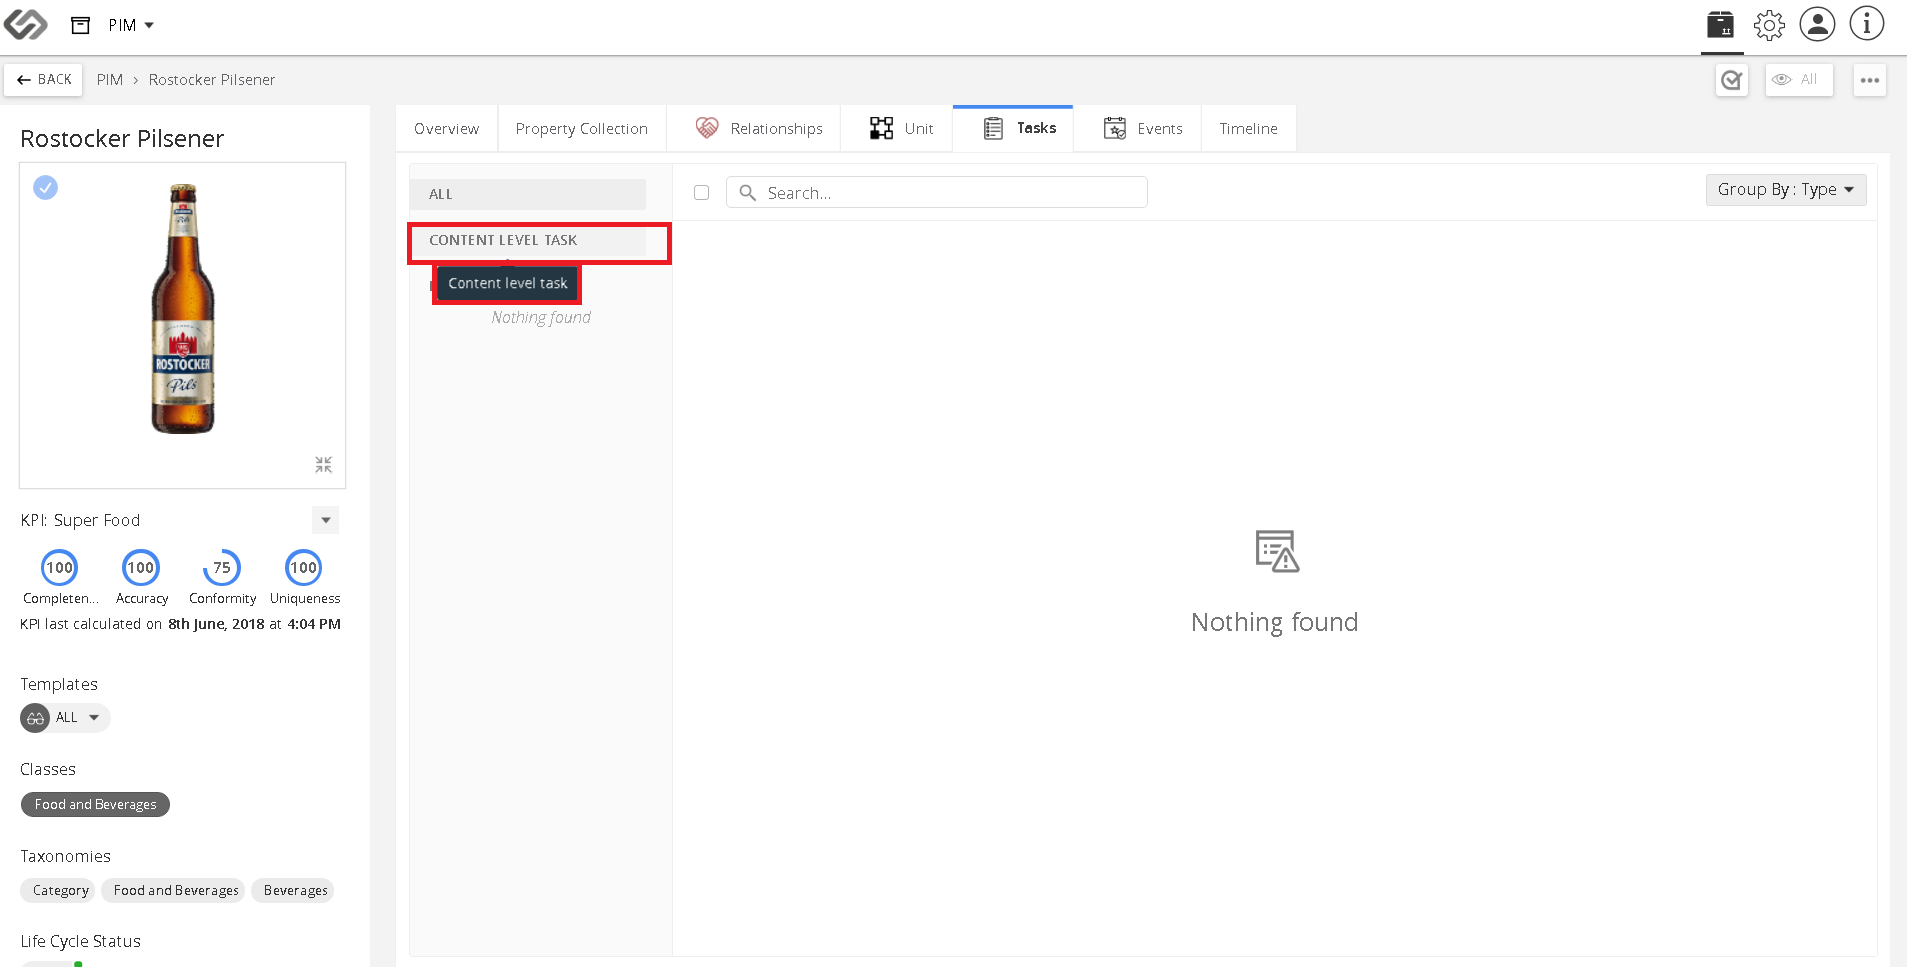 PIM
BACK
PIM > Rostocker Pilsener
All
Rostocker Pilsener
ROSTOCKER
Pils
KPI: Super Food
100
100
75
100
Completen...
Accuracy
Conformity
Uniqueness
KPI last calculated on 8th June, 2018 at 4:04 PM
Templates
ALL
Classes
Food and Beverages
Taxonomies
Category
Food and Beverages
Beverages
Life Cycle Status
Overview
Property Collection
Relationships
Unit
Tasks
Events
Timeline
ALL
CONTENT LEVEL TASK
Content level task
Nothing found
Search...
Group By : Type
Nothing found